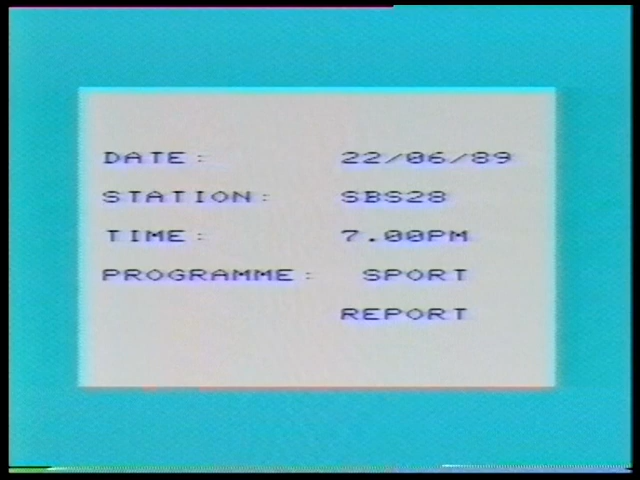 DATE: 22/06/89
STATION: SBS28
TIME: 7.00PM
PROGRAMME: SPORT
REPORT